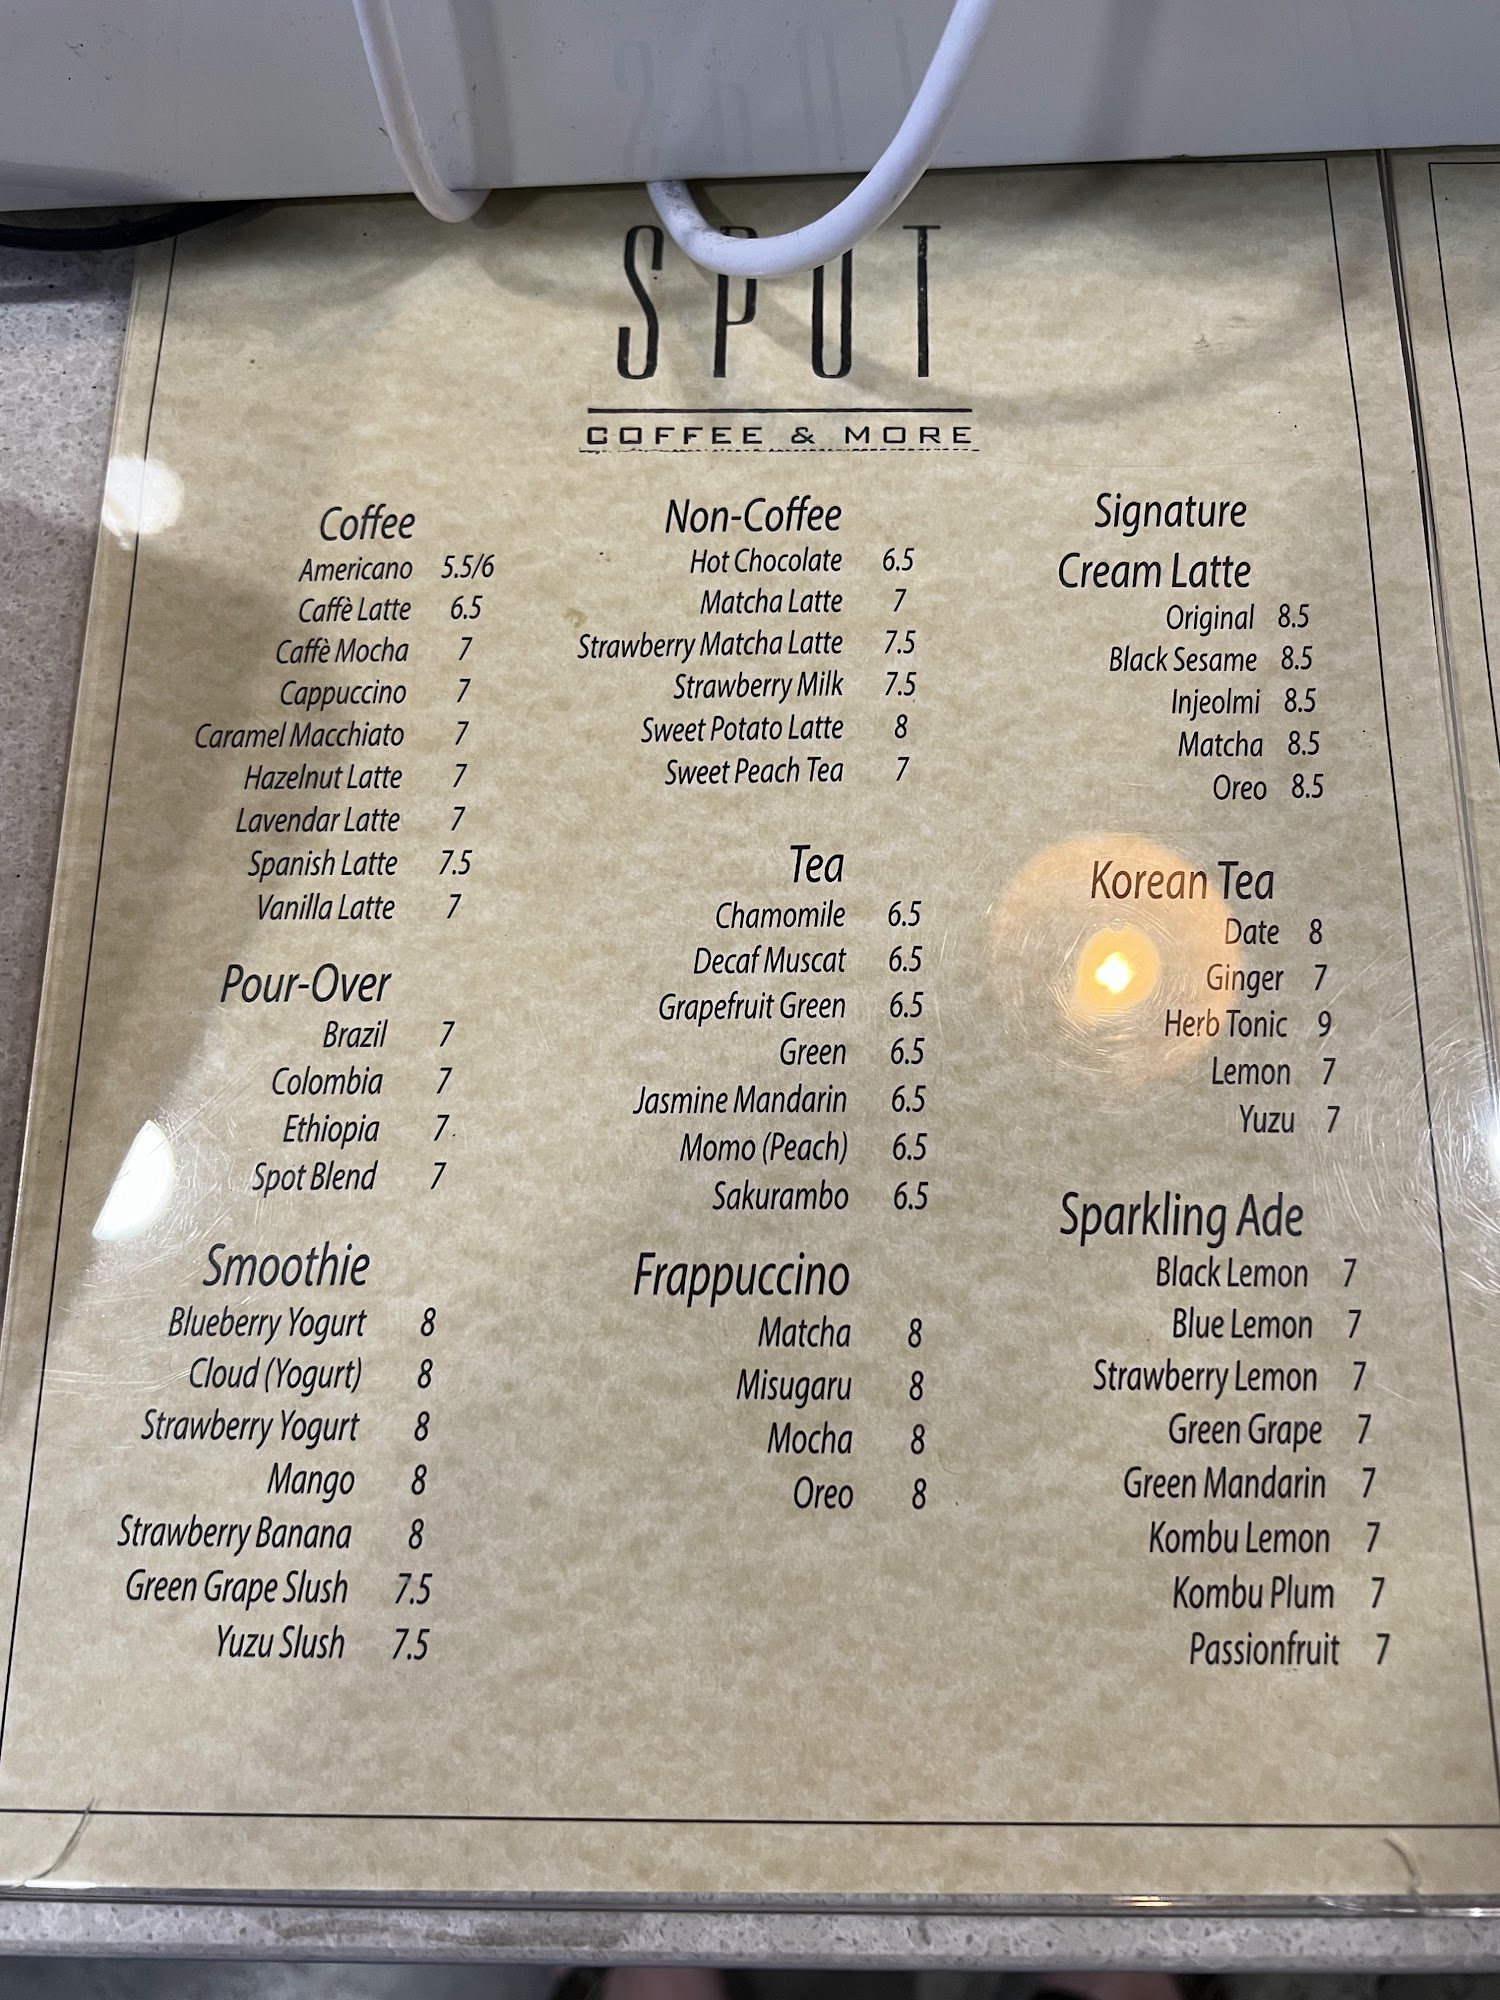 SPOT
COFFEE & MORE
Coffee
Americano 5.5/6
Caffè Latte 6.5
Caffè Mocha 7
Cappuccino 7
Caramel Macchiato 7
Hazelnut Latte 7
Lavendar Latte 7
Spanish Latte 7.5
Vanilla Latte 7
Pour-Over
Brazil 7
Colombia 7
Ethiopia 7
Spot Blend 7
Smoothie
Blueberry Yogurt 8
Cloud (Yogurt) 8
Strawberry Yogurt 8
Mango 8
Strawberry Banana 8
Green Grape Slush 7.5
Yuzu Slush 7.5
Non-Coffee
Hot Chocolate 6.5
Matcha Latte 7
Strawberry Matcha Latte 7.5
Strawberry Milk 7.5
Sweet Potato Latte 8
Sweet Peach Tea 7
Tea
Chamomile 6.5
Decaf Muscat 6.5
Grapefruit Green 6.5
Green 6.5
Jasmine Mandarin 6.5
Momo (Peach) 6.5
Sakurambo 6.5
Frappuccino
Matcha 8
Misugaru 8
Mocha 8
Oreo 8
Signature
Cream Latte
Original 8.5
Black Sesame 8.5
Injeolmi 8.5
Matcha 8.5
Oreo 8.5
Korean Tea
Date 8
Ginger 7
Herb Tonic 9
Lemon 7
Yuzu 7
Sparkling Ade
Black Lemon 7
Blue Lemon 7
Strawberry Lemon 7
Green Grape 7
Green Mandarin 7
Kombu Lemon 7
Kombu Plum 7
Passionfruit 7